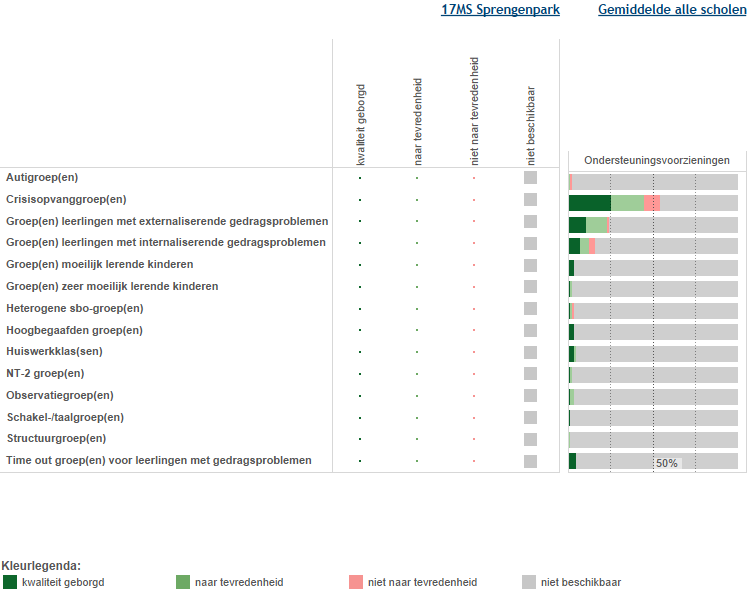 17MS Sprengenpark
Gemiddelde alle scholen
kwaliteit geborgd
naar tevredenheid
niet naar tevredenheid
niet beschikbaar
Ondersteuningsvoorzieningen
Autigroep(en)
Crisisopvanggroep(en)
Groep(en) leerlingen met externaliserende gedragsproblemen
Groep(en) leerlingen met internaliserende gedragsproblemen
Groep(en) moeilijk lerende kinderen
Groep(en) zeer moeilijk lerende kinderen
Heterogene sbo-groep(en)
Hoogbegaafden groep(en)
Huiswerkklas(sen)
NT-2 groep(en)
Observatiegroep(en)
Schakel-/taalgroep(en)
Structuurgroep(en)
Time out groep(en) voor leerlingen met gedragsproblemen
50%
Kleurlegenda:
kwaliteit geborgd
naar tevredenheid
niet naar tevredenheid
niet beschikbaar